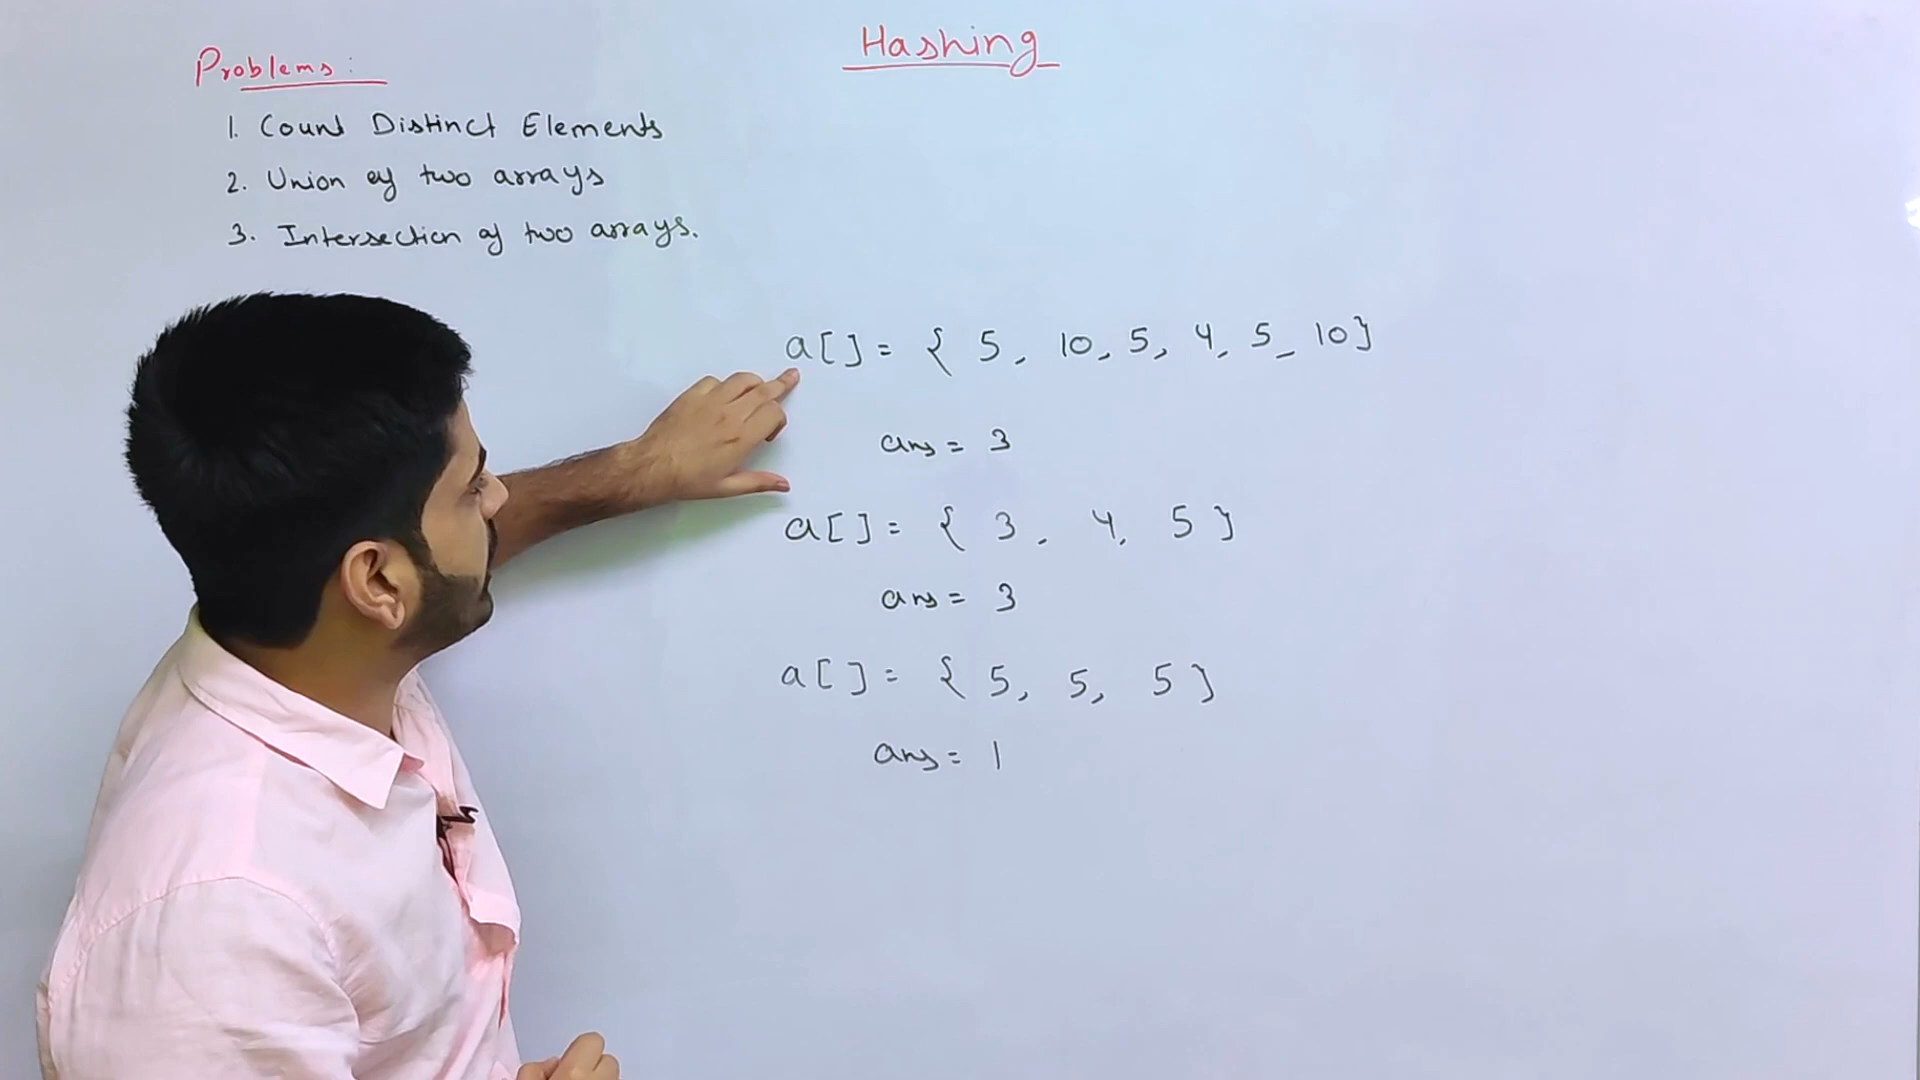 Hashing
Problems:
1. Count Distinct Elements
2. Union of two arrays
3. Intersection of two arrays.
a[] = { 5, 10, 5, 4, 5, 10}
ans = 3
a[] = { 3, 4, 5 }
ans = 3
a[] = { 5, 5, 5 }
ans = 1